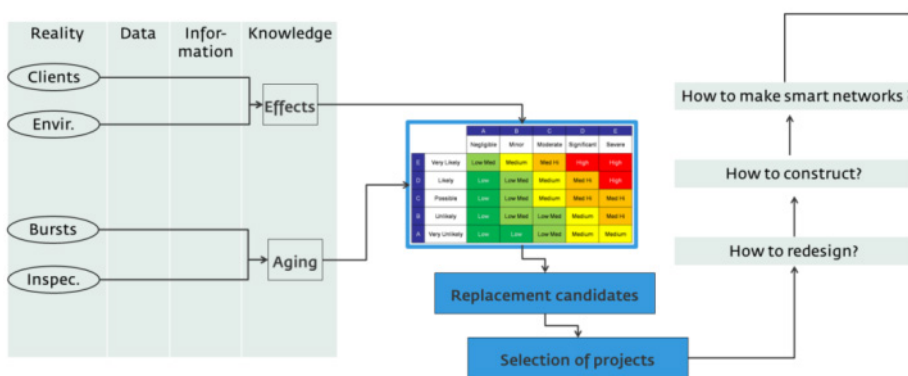 Reality Data Infor- Knowledge
mation
Clients
Envir.
Effects
Bursts
Inspec.
Aging
A B C D E
Negligible Minor Moderate Significant Severe
E Very Likely Low Med Medium Med Hi High High
D Likely Low Low Med Medium Med Hi High
C Possible Low Low Med Medium Med Hi Med Hi
B Unlikely Low Low Med Low Med Medium Med Hi
A Very Unlikely Low Low Low Med Medium Medium
Replacement candidates
Selection of projects
How to make smart networks ?
How to construct?
How to redesign?